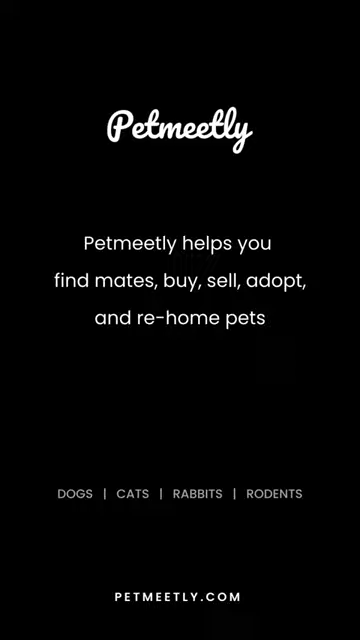 Petmeetly
Petmeetly helps you
find mates, buy, sell, adopt,
and re-home pets
DOGS | CATS | RABBITS | RODENTS
PETMEETLY.COM